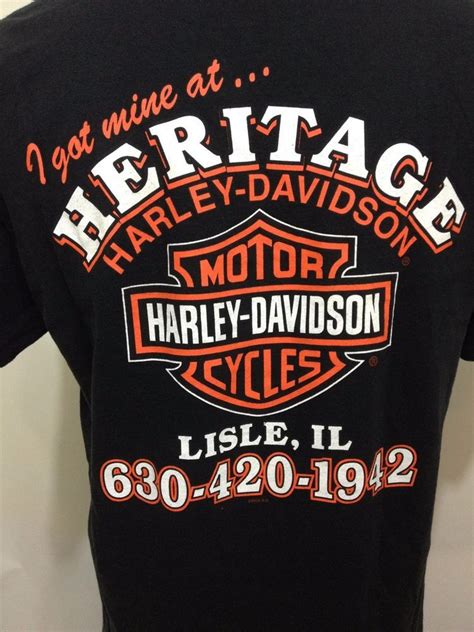 I got mine at...
HERITAGE
HARLEY-DAVIDSON®
MOTOR
HARLEY-DAVIDSON
CYCLES®
LISLE, IL
630-420-1942